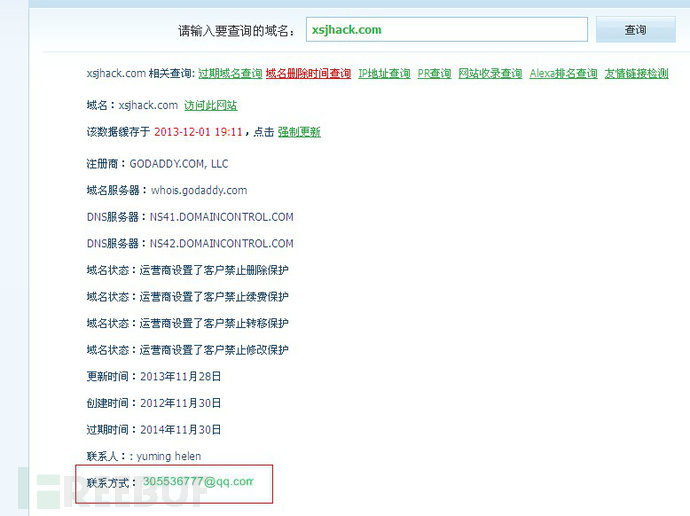 请输入要查询的域名： xsjhack.com 查询
xsjhack.com 相关查询: 过期域名查询 域名删除时间查询 IP地址查询 PR查询 网站收录查询 Alexa排名查询 友情链接检测
域名：xsjhack.com 访问此网站
该数据缓存于 2013-12-01 19:11，点击 强制更新
注册商：GODADDY.COM, LLC
域名服务器：whois.godaddy.com
DNS服务器：NS41.DOMAINCONTROL.COM
DNS服务器：NS42.DOMAINCONTROL.COM
域名状态：运营商设置了客户禁止删除保护
域名状态：运营商设置了客户禁止续费保护
域名状态：运营商设置了客户禁止转移保护
域名状态：运营商设置了客户禁止修改保护
更新时间：2013年11月28日
创建时间：2012年11月30日
过期时间：2014年11月30日
联系人：: yuming helen
联系方式：305536777@qq.com
FREEBUF